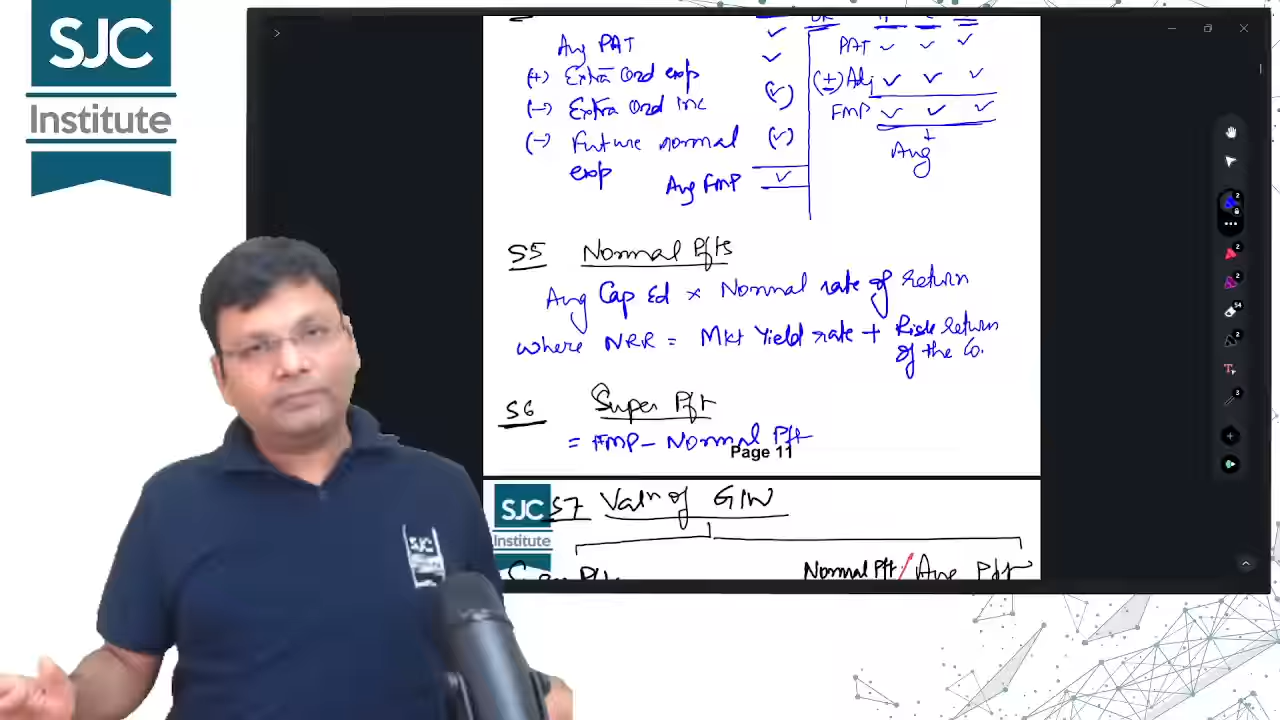 SJC
Institute
Avg PAT
(+) Extra ord exp
(-) Extra ord inc
(-) Future normal
exp
Avg FMP
OR
PAT
(±) Adj
FMP
Avg
S5 Normal Pfts
Avg Cap Ed × Normal rate of return
where NRR = Mkt Yield rate + Risk Return
of the Co.
S6 Super Pft
= FMP - Normal Pft
Page 11
SJC
Institute
S7 Valn of G/W
Normal Pft / Avg Pft
SJC